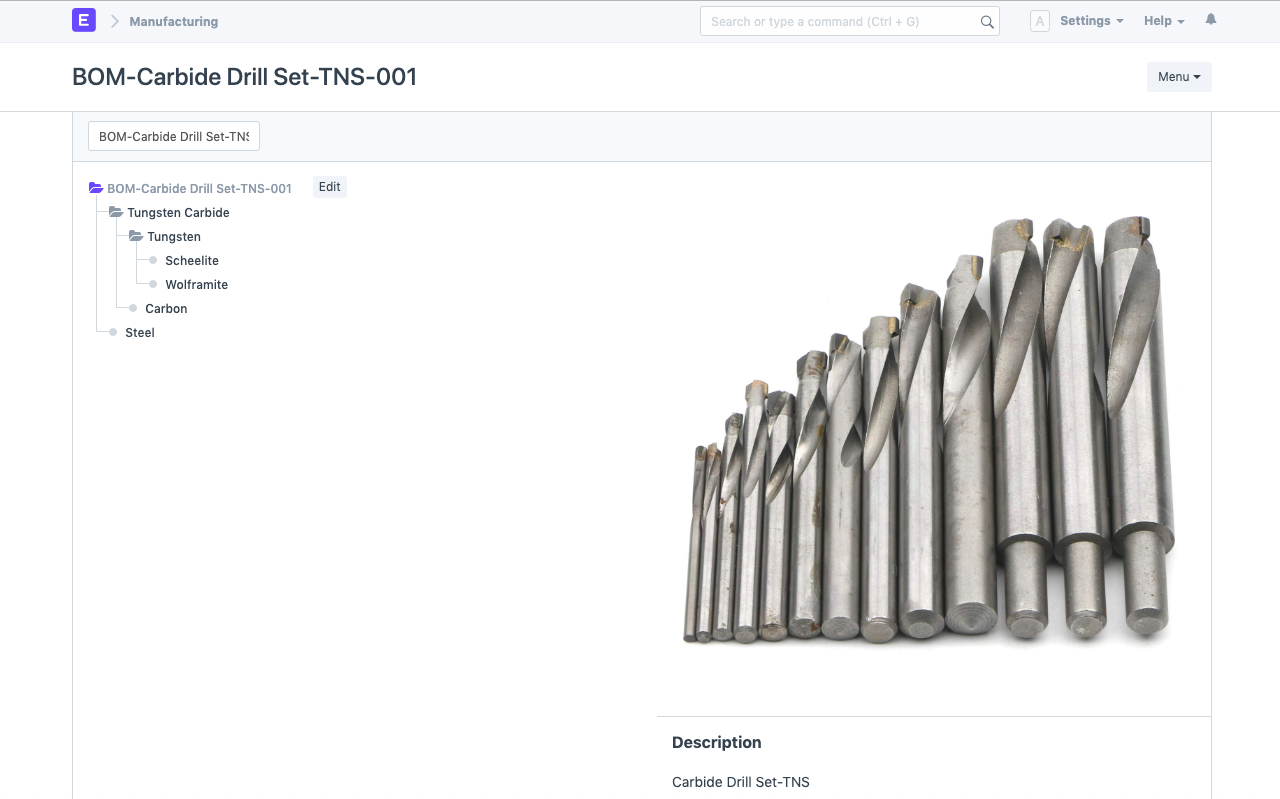 E
Manufacturing
Search or type a command (Ctrl + G)
A
Settings
Help
BOM-Carbide Drill Set-TNS-001
Menu
BOM-Carbide Drill Set-TNS
BOM-Carbide Drill Set-TNS-001
Edit
Tungsten Carbide
Tungsten
Scheelite
Wolframite
Carbon
Steel
Description
Carbide Drill Set-TNS